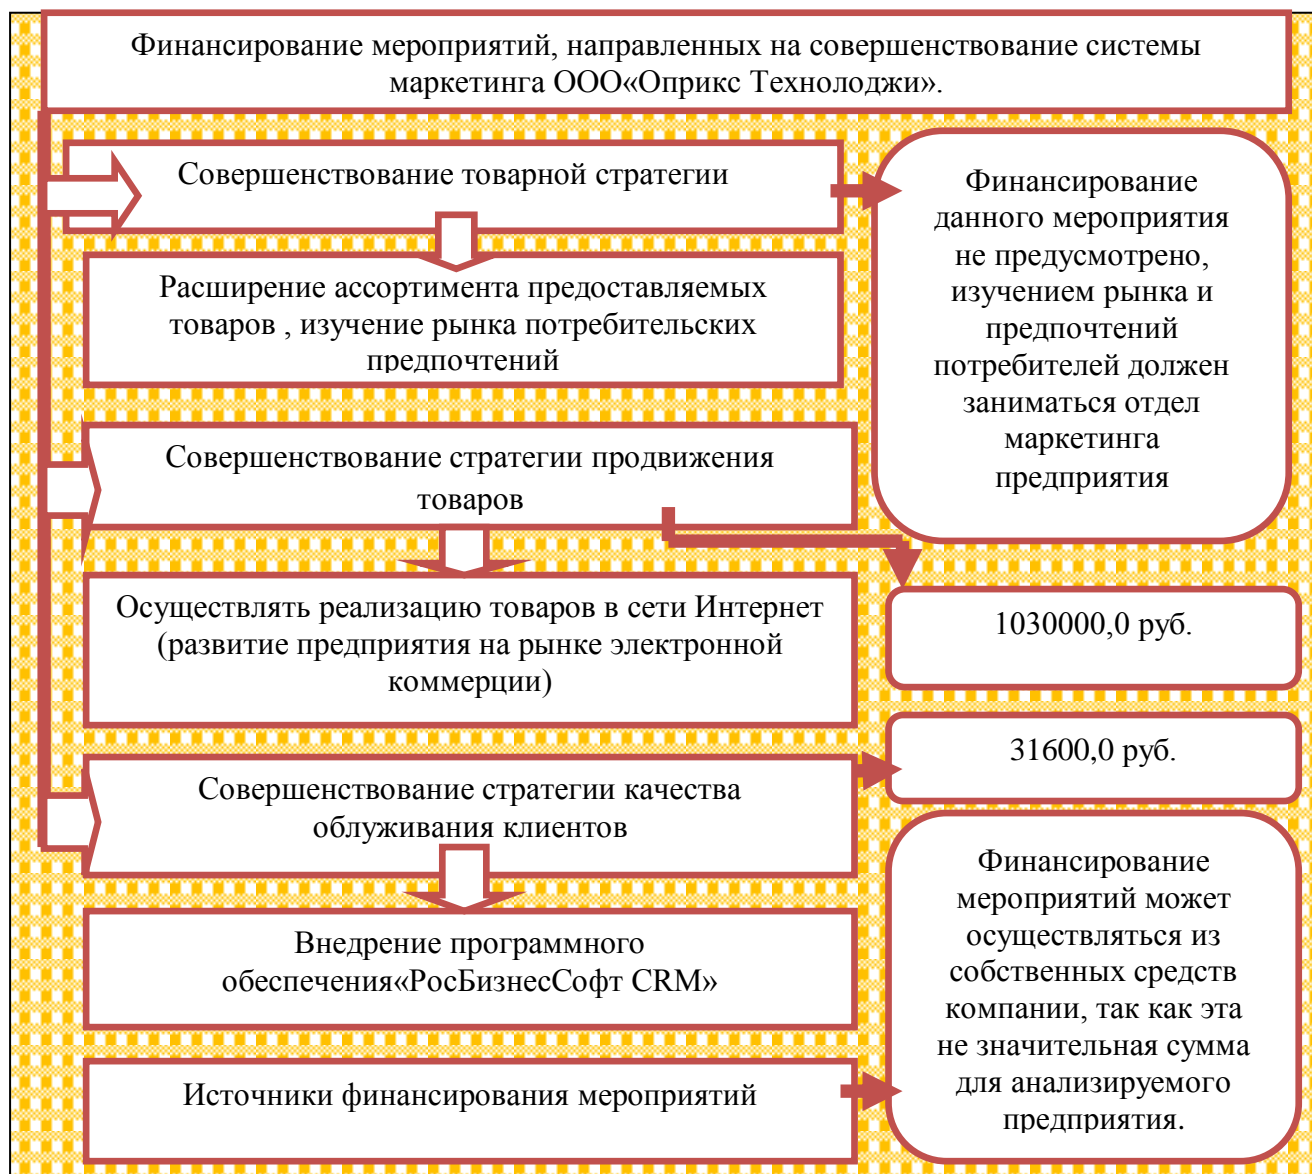 Финансирование мероприятий, направленных на совершенствование системы
маркетинга ООО«Оприкс Технолоджи».
Совершенствование товарной стратегии
Финансирование
данного мероприятия
не предусмотрено,
изучением рынка и
предпочтений
потребителей должен
заниматься отдел
маркетинга
предприятия
Расширение ассортимента предоставляемых
товаров , изучение рынка потребительских
предпочтений
Совершенствование стратегии продвижения
товаров
Осуществлять реализацию товаров в сети Интернет
(развитие предприятия на рынке электронной
коммерции)
1030000,0 руб.
31600,0 руб.
Совершенствование стратегии качества
облуживания клиентов
Внедрение программного
обеспечения«РосБизнесСофт CRM»
Источники финансирования мероприятий
Финансирование
мероприятий может
осуществляться из
собственных средств
компании, так как эта
не значительная сумма
для анализируемого
предприятия.